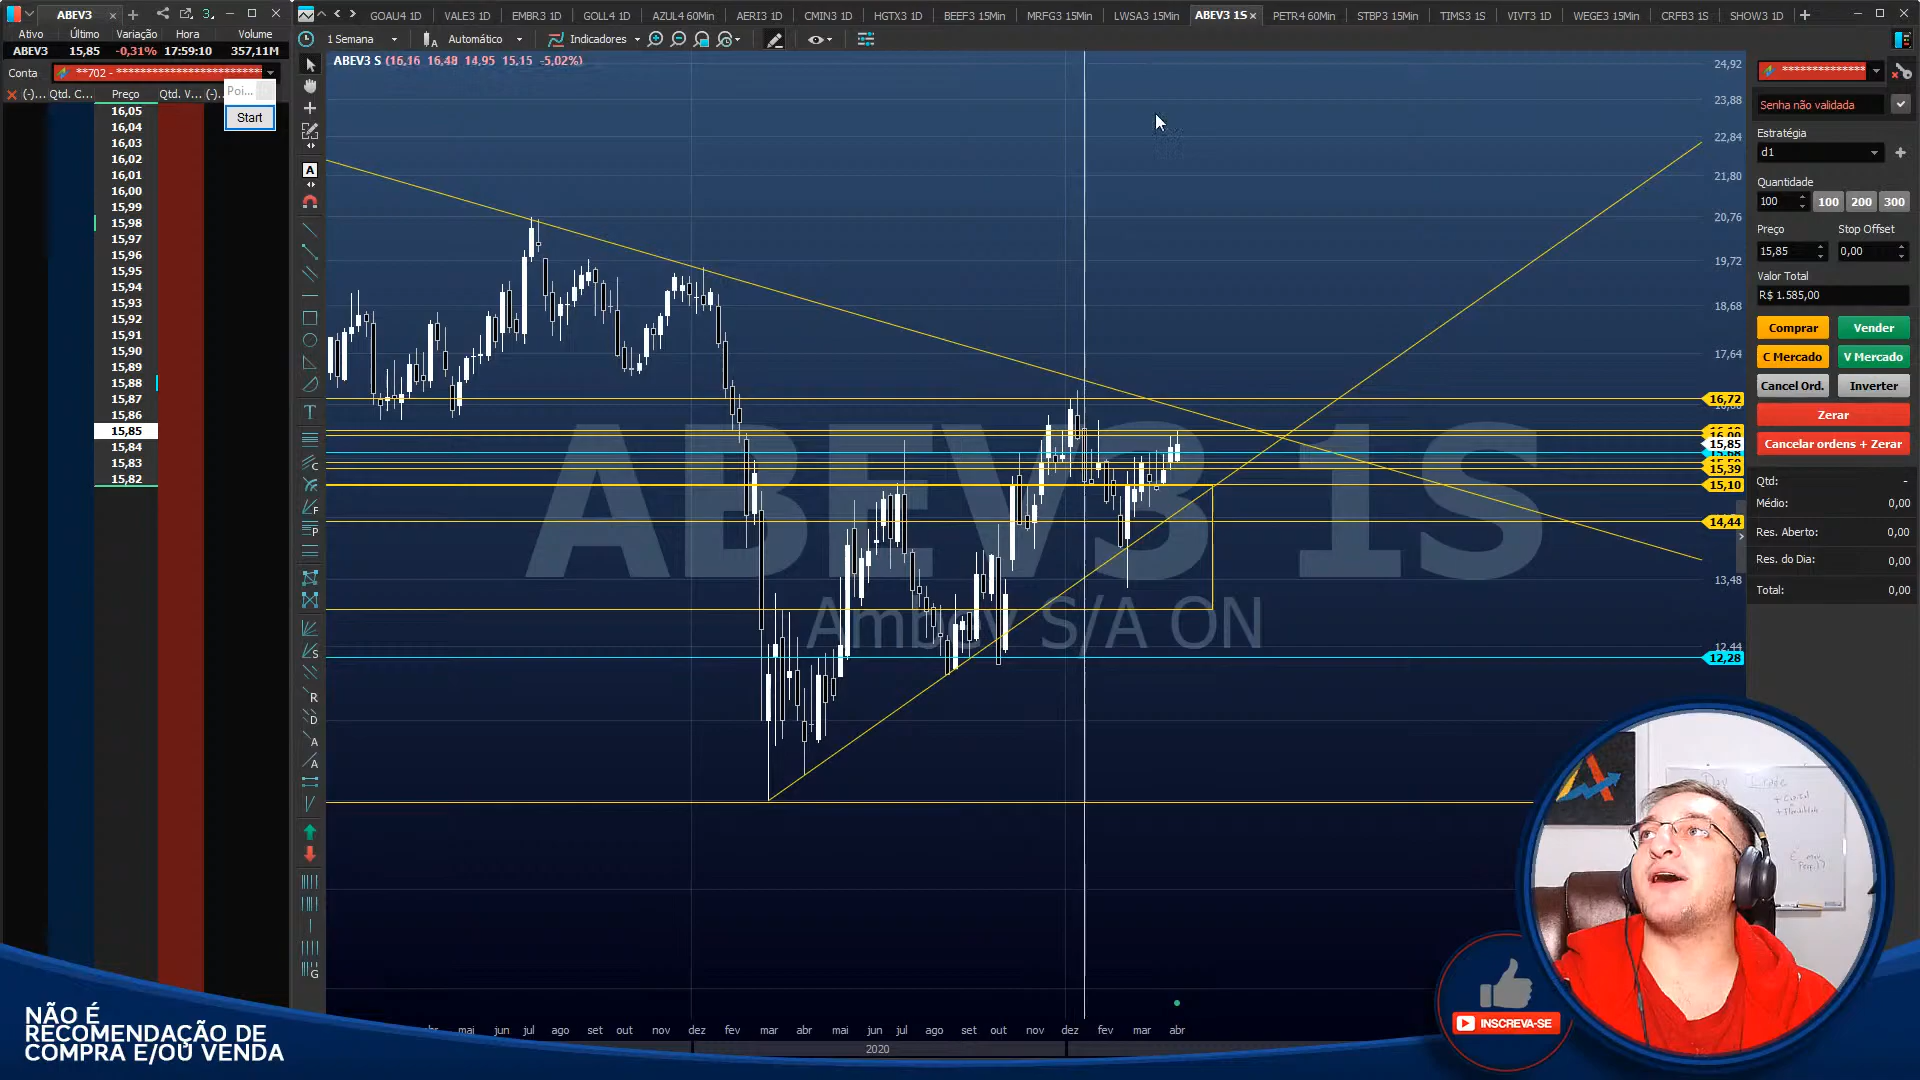 ABEV3
Ativo Último Variação Hora Volume
ABEV3 15,85 -0,31% 17:59:10 357,11M
Conta **702 - **************************
(-)... Qtd. C... Preço Qtd. V... (-)...
Poi...
Start
16,05
16,04
16,03
16,02
16,01
16,00
15,99
15,98
15,97
15,96
15,95
15,94
15,93
15,92
15,91
15,90
15,89
15,88
15,87
15,86
15,85
15,84
15,83
15,82
GOAU4 1D VALE3 1D EMBR3 1D GOLL4 1D AZUL4 60Min AERI3 1D CMIN3 1D HGTX3 1D BEEF3 15Min MRFG3 15Min LWSA3 15Min ABEV3 1S PETR4 60Min STBP3 15Min TIMS3 1S VIVT3 1D WEGE3 15Min CRFB3 1S SHOW3 1D
1 Semana Automático Indicadores
ABEV3 S (16,16 16,48 14,95 15,15 -5,02%)
ABEV3 1S
Ambev S/A ON
24,92
23,88
22,84
21,80
20,76
19,72
18,68
17,64
16,72
15,85
15,39
15,10
14,44
13,48
12,44
12,28
mai jun jul ago set out nov dez fev mar abr mai jun jul ago set out nov dez fev mar abr
2020
***************
Senha não validada
Estratégia
d1
Quantidade
100 100 200 300
Preço Stop Offset
15,85 0,00
Valor Total
R$ 1.585,00
Comprar Vender
C Mercado V Mercado
Cancel Ord. Inverter
Zerar
Cancelar ordens + Zerar
Qtd: -
Médio: 0,00
Res. Aberto: 0,00
Res. do Dia: 0,00
Total: 0,00
Day Trade
INSCREVA-SE
NÃO É
RECOMENDAÇÃO DE
COMPRA E/OU VENDA